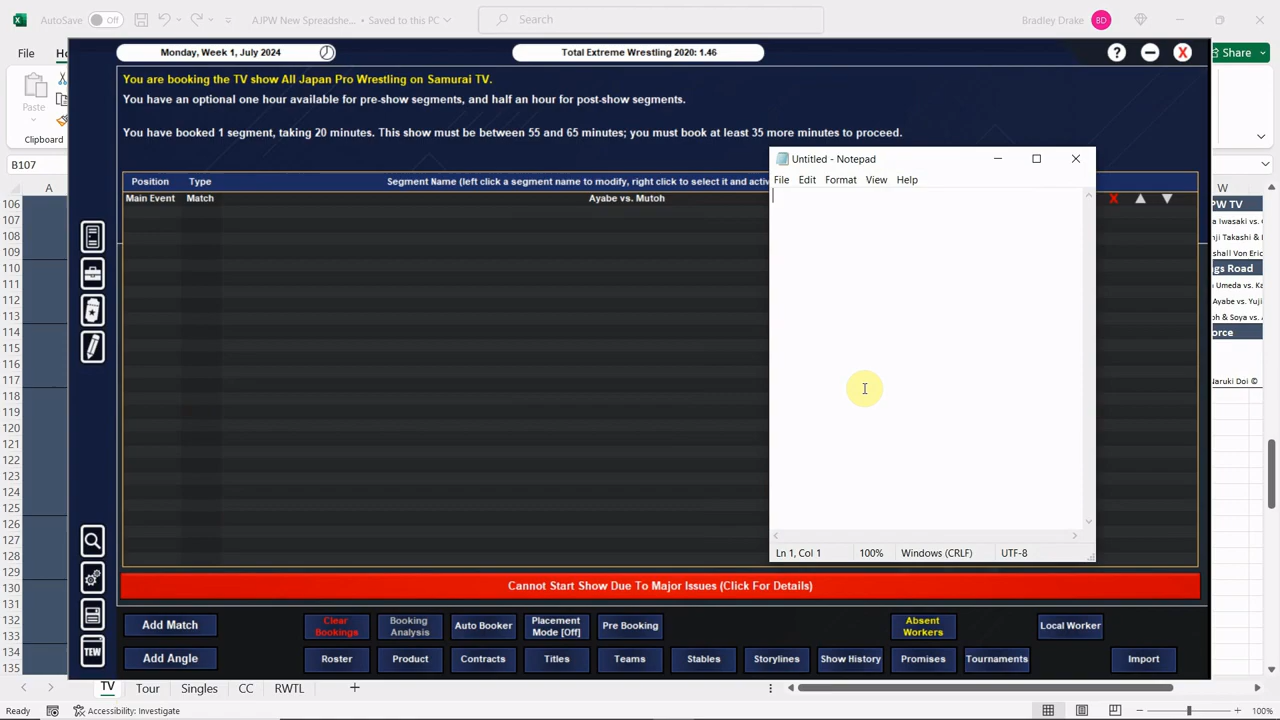 AutoSave Off AJPW New Spreadshe... • Saved to this PC Search Bradley Drake BD
File Ho Share
Paste
Clipboard
B107
Monday, Week 1, July 2024 Total Extreme Wrestling 2020: 1.46 ? X
You are booking the TV show All Japan Pro Wrestling on Samurai TV.
You have an optional one hour available for pre-show segments, and half an hour for post-show segments.
You have booked 1 segment, taking 20 minutes. This show must be between 55 and 65 minutes; you must book at least 35 more minutes to proceed.
Position Type Segment Name (left click a segment name to modify, right click to select it and activ
Main Event Match Ayabe vs. Mutoh X
Untitled - Notepad
File Edit Format View Help
Ln 1, Col 1 100% Windows (CRLF) UTF-8
A W
106 PW TV
107 a Iwasaki vs.
108 nji Takashi &
109 shall Von Eric
110 gs Road
111 Umeda vs. Ka
112 Ayabe vs. Yuji
113 oh & Soya vs. A
114 orce
115
116
117 Naruki Doi ©
118
119
120
121
122
123
124
125
126
127
128
129
130
131
132
133
134
135
Cannot Start Show Due To Major Issues (Click For Details)
Add Match Clear Bookings Booking Analysis Auto Booker Placement Mode [Off] Pre Booking Absent Workers Local Worker
Add Angle Roster Product Contracts Titles Teams Stables Storylines Show History Promises Tournaments Import
TEW
TV Tour Singles CC RWTL +
Ready Accessibility: Investigate 100%